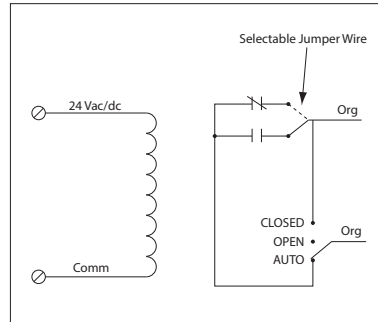 Selectable Jumper Wire
24 Vac/dc
Org
CLOSED
OPEN
Org
AUTO
Comm